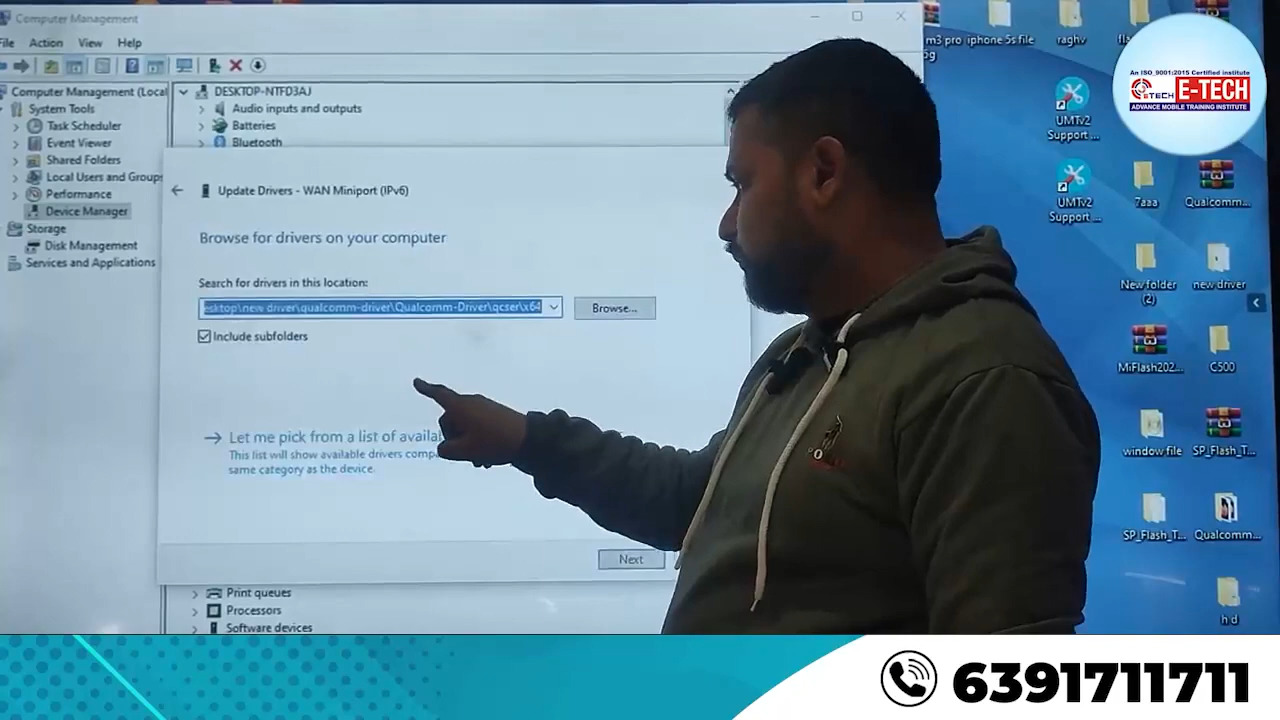 Computer Management
File Action View Help
Computer Management (Local
System Tools
Task Scheduler
Event Viewer
Shared Folders
Local Users and Groups
Performance
Device Manager
Storage
Disk Management
Services and Applications
DESKTOP-NTFD3AJ
Audio inputs and outputs
Batteries
Bluetooth
Update Drivers - WAN Miniport (IPv6)
Browse for drivers on your computer
Search for drivers in this location:
esktop\new driver\qualcomm-driver\Qualcomm-Driver\qcser\x64
Browse...
Include subfolders
Let me pick from a list of availa
This list will show available drivers comp
same category as the device.
Next
Print queues
Processors
Software devices
m3 pro
5g
iphone 5s file
raghv
UMTv2
Support ...
UMTv2
Support ...
7aaa
Qualcomm...
New folder
(2)
new driver
MiFlash202...
C500
window file
SP_Flash_T...
SP_Flash_T...
Qualcomm...
h d
An ISO_9001:2015 Certified institute
ETECH E-TECH
ADVANCE MOBILE TRAINING INSTITUTE
6391711711